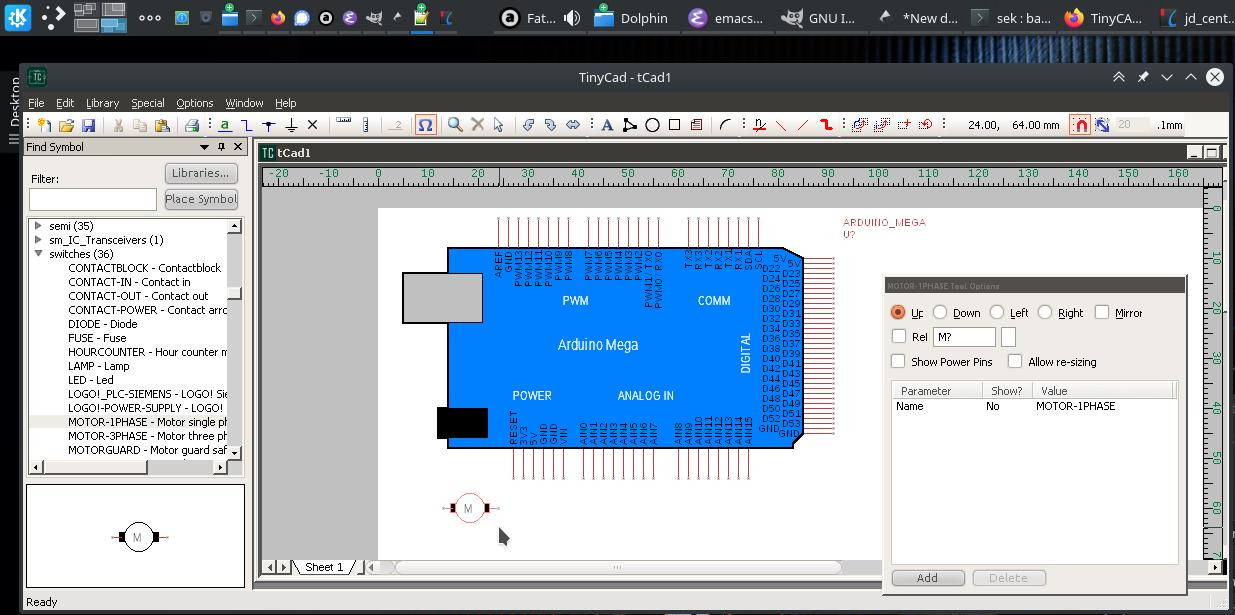 Fat...
Dolphin
emacs...
GNU I...
*New d...
sek : ba...
TinyCA...
jd_cent...
Desktop
TinyCad - tCad1
File Edit Library Special Options Window Help
24.00, 64.00 mm
20
.1mm
Find Symbol
Filter:
Libraries...
Place Symbol
semi (35)
sm_IC_Transceivers (1)
switches (36)
CONTACTBLOCK - Contactblock
CONTACT-IN - Contact in
CONTACT-OUT - Contact out
CONTACT-POWER - Contact arrc
DIODE - Diode
FUSE - Fuse
HOURCOUNTER - Hour counter m
LAMP - Lamp
LED - Led
LOGO!_PLC-SIEMENS - LOGO! Sie
LOGO!-POWER-SUPPLY - LOGO!
MOTOR-1PHASE - Motor single ph
MOTOR-3PHASE - Motor three ph
MOTORGUARD - Motor guard saf
M
Ready
tCad1
-20 -10 0 10 20 30 40 50 60 70 80 90 100 110 120 130 140 150 160
0
10
20
30
40
50
60
7
ARDUINO_MEGA
U?
AREF
GND
PWM13
PWM12
PWM11
PWM10
PWM9
PWM8
PWM7
PWM6
PWM5
PWM4
PWM3
PWM2
PWM1/ TX0
PWM0/ RX0
TX3
RX3
TX2
RX2
TX1
RX1
SDA
SCL
PWM
COMM
Arduino Mega
DIGITAL
POWER
ANALOG IN
5V
5V
D22
D23
D24
D25
D26
D27
D28
D29
D30
D31
D32
D33
D34
D35
D36
D37
D38
D39
D40
D41
D42
D43
D44
D45
D46
D47
D48
D49
D50
D51
D52
D53
GND
GND
RESET
3V3
5V
GND
GND
VIN
AIN0
AIN1
AIN2
AIN3
AIN4
AIN5
AIN6
AIN7
AIN8
AIN9
AIN10
AIN11
AIN12
AIN13
AIN14
AIN15
M
Sheet 1
MOTOR-1PHASE Tool Options
Up Down Left Right Mirror
Ref M?
Show Power Pins Allow re-sizing
Parameter Show? Value
Name No MOTOR-1PHASE
Add Delete